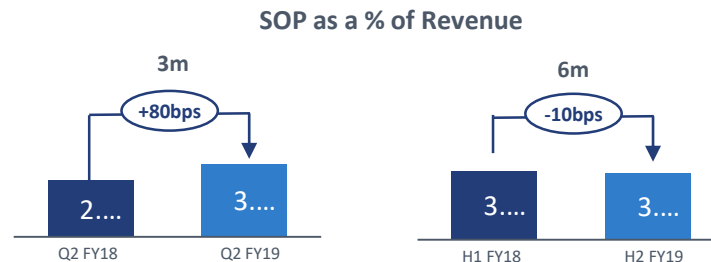 SOP as a % of Revenue
3m
+80bps
2....
3....
Q2 FY18
Q2 FY19
6m
-10bps
3....
3....
H1 FY18
H2 FY19